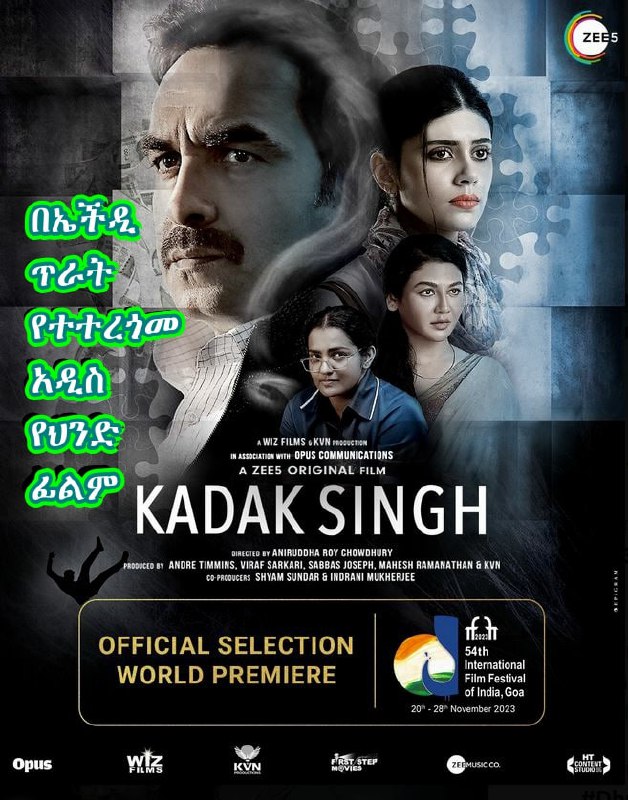 ZEE5
በኤችዲ
ጥራት
የተተረጎመ
አዲስ
የህንድ
ፊልም
A WIZ FILMS & KVN PRODUCTION
IN ASSOCIATION WITH OPUS COMMUNICATIONS
A ZEE5 ORIGINAL FILM
KADAK SINGH
DIRECTED BY ANIRUDDHA ROY CHOWDHURY
PRODUCED BY ANDRE TIMMINS, VIRAF SARKARI, SABBAS JOSEPH, MAHESH RAMANATHAN & KVN
CO-PRODUCERS SHYAM SUNDAR & INDRANI MUKHERJEE
OFFICIAL SELECTION
WORLD PREMIERE
2023
54th
International
Film Festival
of India, Goa
20th - 28th November 2023
Opus
WIZ
FILMS
KVN
PRODUCTIONS
FIRST STEP
MOVIES
ZEE MUSIC CO.
HT
CONTENT
STUDIO